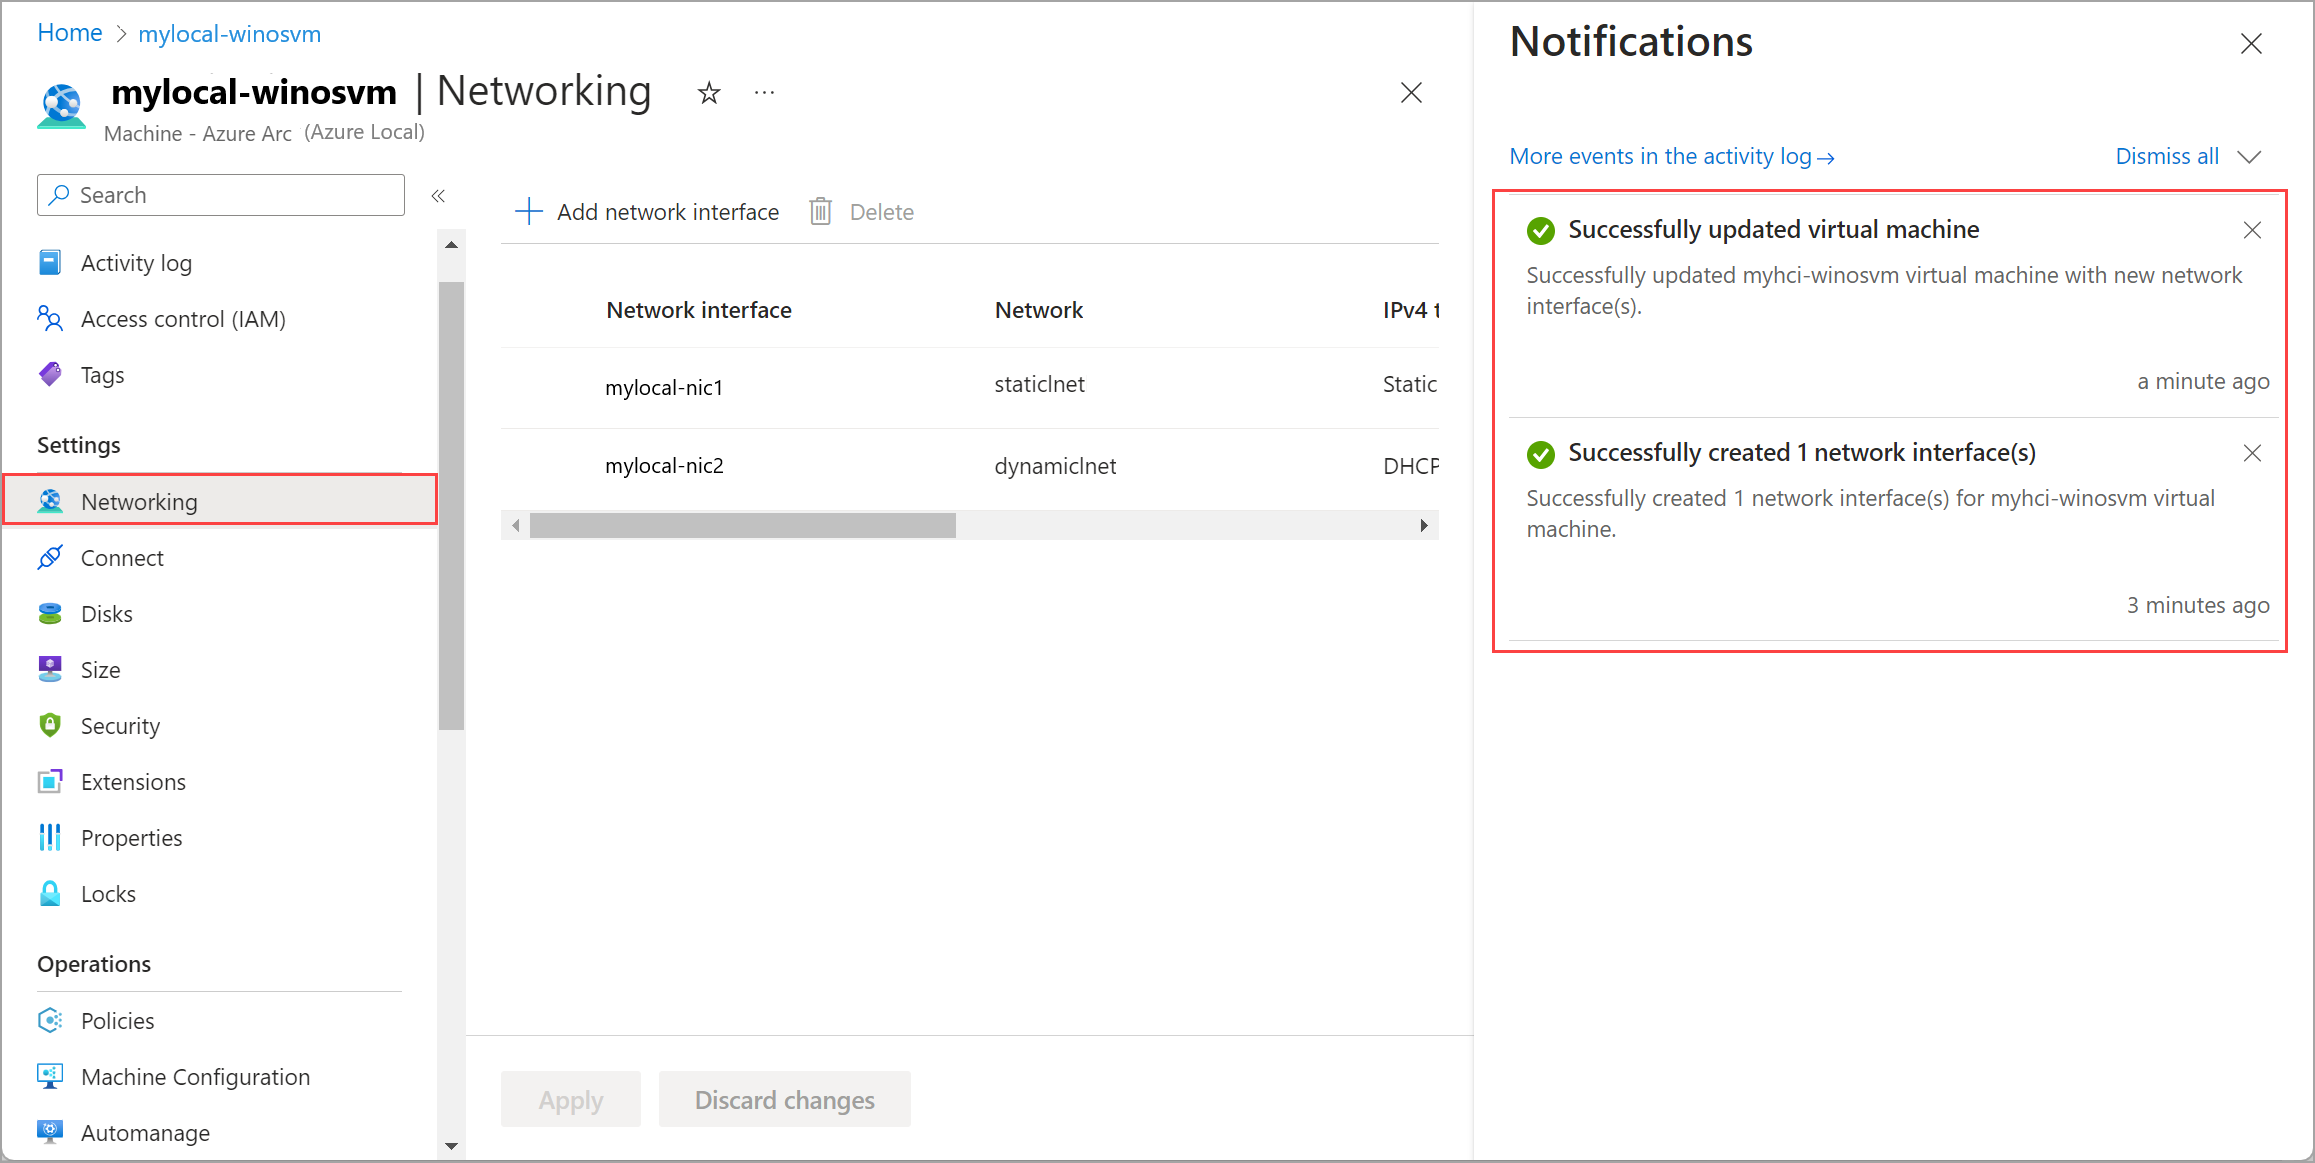 Home > mylocal-winosvm
mylocal-winosvm | Networking
Machine - Azure Arc (Azure Local)
Search
Activity log
Access control (IAM)
Tags
Settings
Networking
Connect
Disks
Size
Security
Extensions
Properties
Locks
Operations
Policies
Machine Configuration
Automanage
Add network interface
Delete
Network interface Network IPv4 t
mylocal-nic1 staticlnet Static
mylocal-nic2 dynamiclnet DHCP
Apply
Discard changes
Notifications
More events in the activity log →
Dismiss all
Successfully updated virtual machine
Successfully updated myhci-winosvm virtual machine with new network
interface(s).
a minute ago
Successfully created 1 network interface(s)
Successfully created 1 network interface(s) for myhci-winosvm virtual
machine.
3 minutes ago